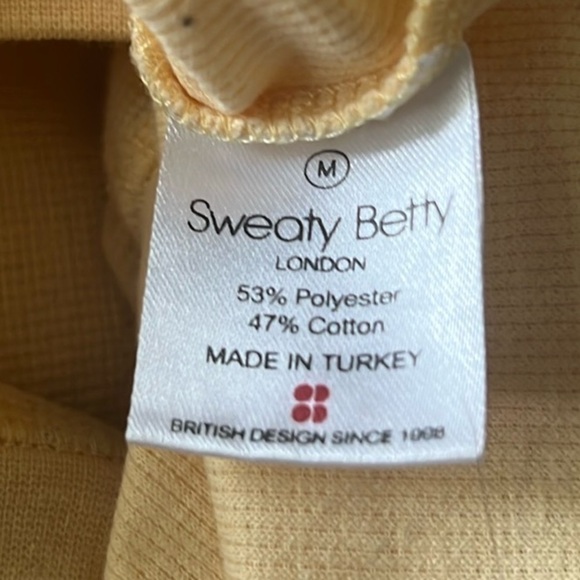 M
Sweaty Betty
LONDON
53% Polyester
47% Cotton
MADE IN TURKEY
BRITISH DESIGN SINCE 1998